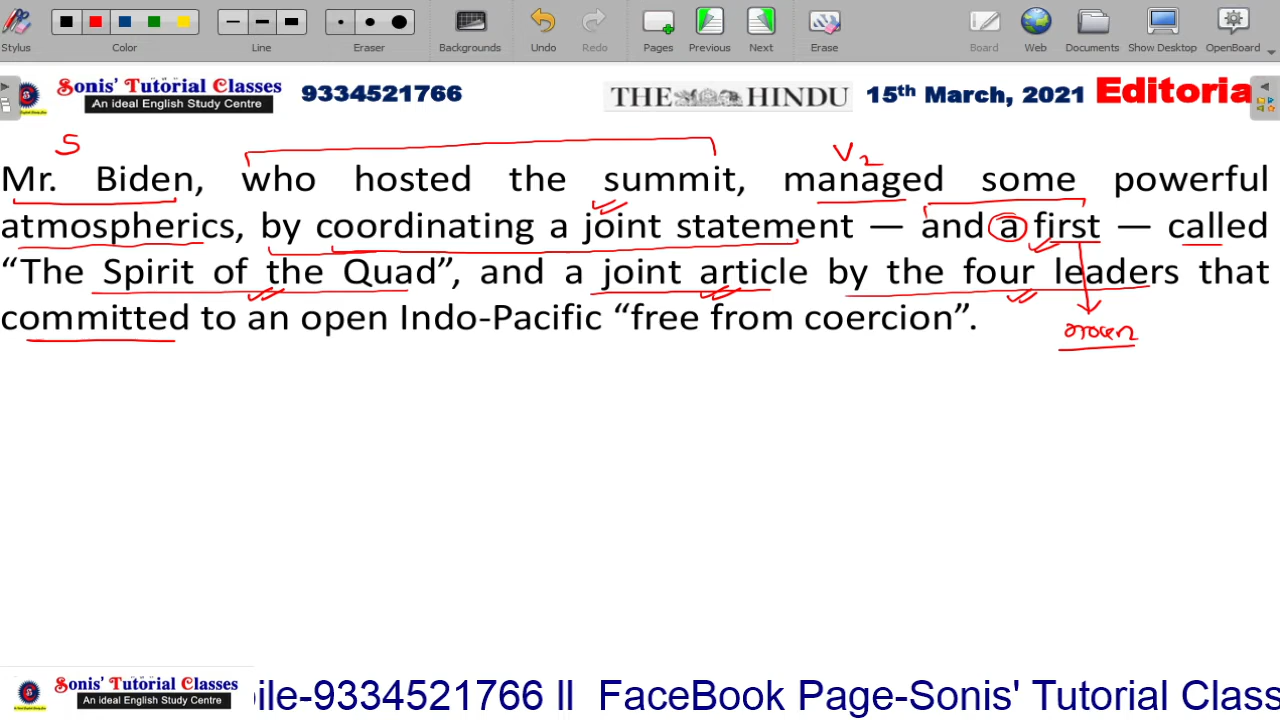 Stylus Color Line Eraser Backgrounds Undo Redo Pages Previous Next Erase Board Web Documents Show Desktop OpenBoard
Sonis' Tutorial Classes
An ideal English Study Centre
9334521766
THE HINDU
15th March, 2021
Editoria
S
V2
Mr. Biden, who hosted the summit, managed some powerful
atmospherics, by coordinating a joint statement — and a first — called
“The Spirit of the Quad”, and a joint article by the four leaders that
committed to an open Indo-Pacific “free from coercion”.
Sonis' Tutorial Classes
An ideal English Study Centre
bile-9334521766 ll FaceBook Page-Sonis' Tutorial Class